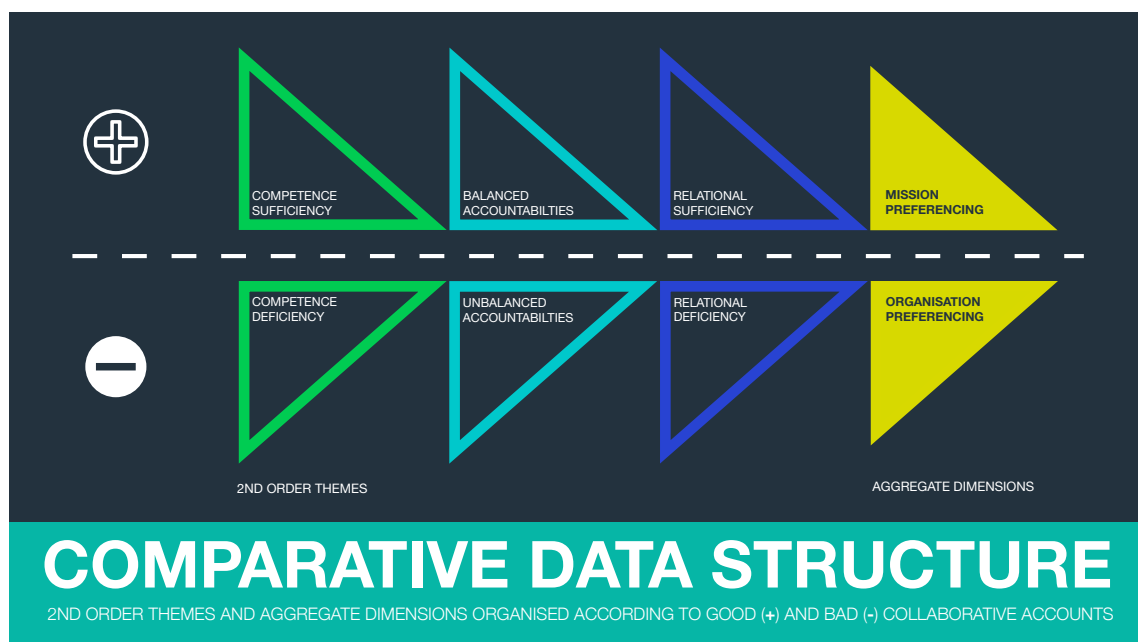 COMPETENCE
SUFFICIENCY
BALANCED
ACCOUNTABILTIES
RELATIONAL
SUFFICIENCY
MISSION
PREFERENCING
COMPETENCE
DEFICIENCY
UNBALANCED
ACCOUNTABILTIES
RELATIONAL
DEFICIENCY
ORGANISATION
PREFERENCING
2ND ORDER THEMES
AGGREGATE DIMENSIONS
COMPARATIVE DATA STRUCTURE
2ND ORDER THEMES AND AGGREGATE DIMENSIONS ORGANISED ACCORDING TO GOOD (+) AND BAD (-) COLLABORATIVE ACCOUNTS